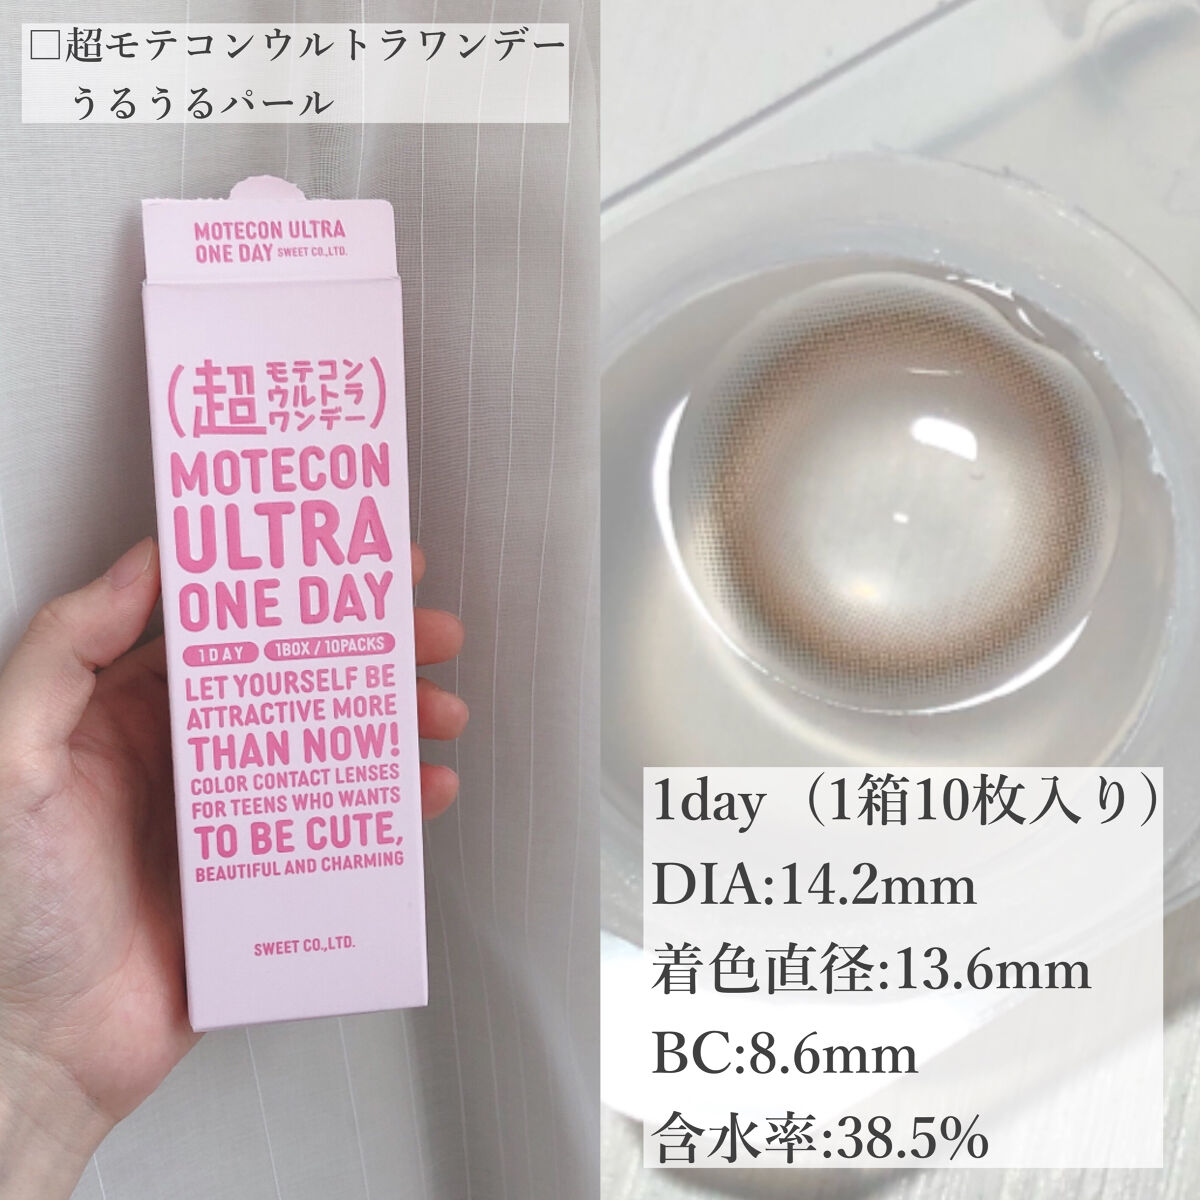 □超モテコンウルトラワンデー
うるうるパール
MOTECON ULTRA
ONE DAY SWEET CO.,LTD.
(超モテコン
ウルトラ
ワンデー)
MOTECON
ULTRA
ONE DAY
1DAY 1BOX / 10PACKS
LET YOURSELF BE
ATTRACTIVE MORE
THAN NOW!
COLOR CONTACT LENSES
FOR TEENS WHO WANTS
TO BE CUTE,
BEAUTIFUL AND CHARMING
SWEET CO.,LTD.
1day（1箱10枚入り）
DIA:14.2mm
着色直径:13.6mm
BC:8.6mm
含水率:38.5%